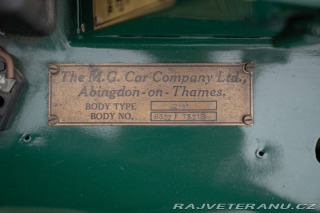 The M.G. Car Company Ltd.,
Abingdon-on-Thames.
BODY TYPE
BODY NO.
RAJVETERANU.CZ